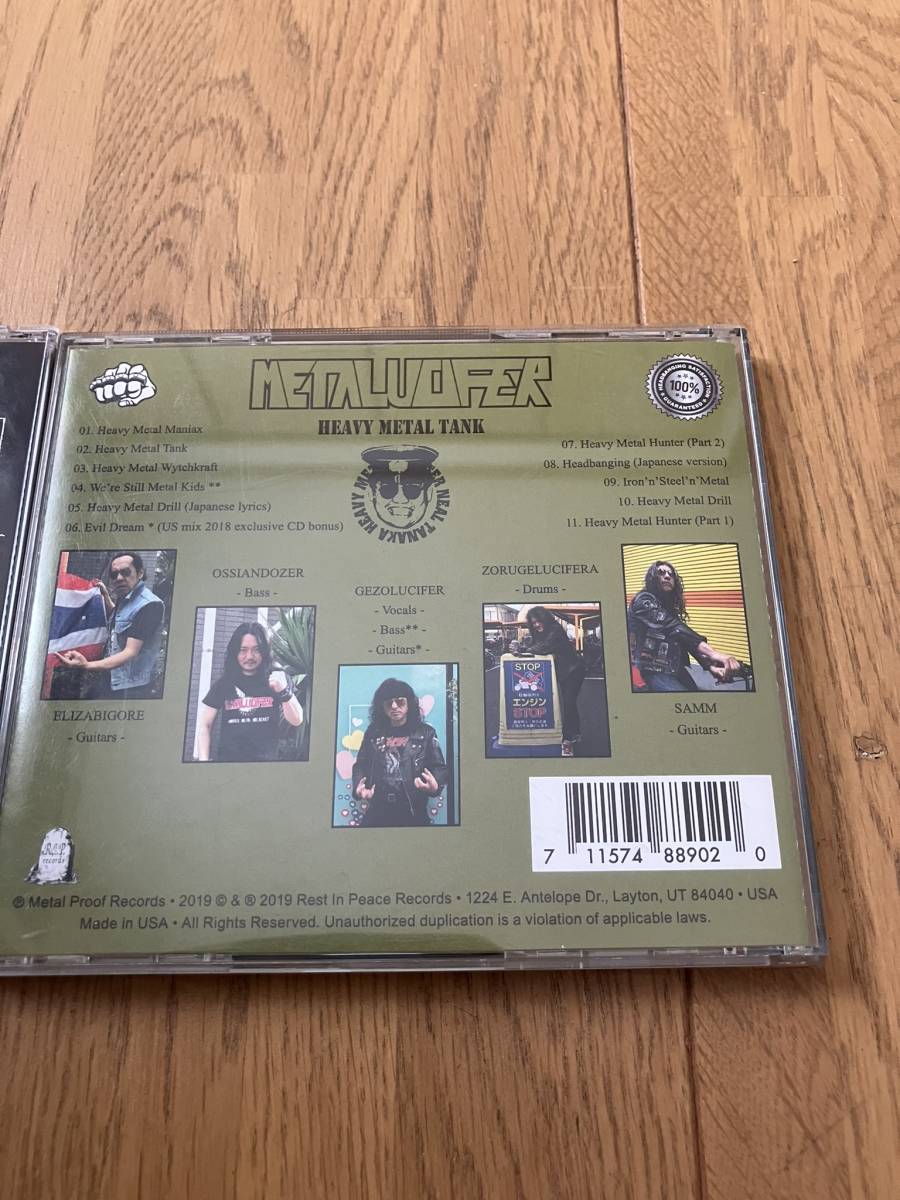 METALUCIFER
HEAVY METAL TANK
HEADBANGING SATISFACTION
100%
GUARANTEED
01. Heavy Metal Maniax
02. Heavy Metal Tank
03. Heavy Metal Wytchkraft
04. We're Still Metal Kids **
05. Heavy Metal Drill (Japanese lyrics)
06. Evil Dream * (US mix 2018 exclusive CD bonus)
07. Heavy Metal Hunter (Part 2)
08. Headbanging (Japanese version)
09. Iron'n'Steel'n'Metal
10. Heavy Metal Drill
11. Heavy Metal Hunter (Part 1)
NEAL TANAKA HEAVY
ELIZABIGORE
- Guitars -
OSSIANDOZER
- Bass -
GEZOLUCIFER
- Vocals -
- Bass** -
- Guitars* -
ZORUGELUCIFERA
- Drums -
STOP
エンジン
STOP
SAMM
- Guitars -
7 11574 88902 0
R.I.P.
records
℗ Metal Proof Records • 2019 © & ® 2019 Rest In Peace Records • 1224 E. Antelope Dr., Layton, UT 84040 • USA
Made in USA • All Rights Reserved. Unauthorized duplication is a violation of applicable laws.